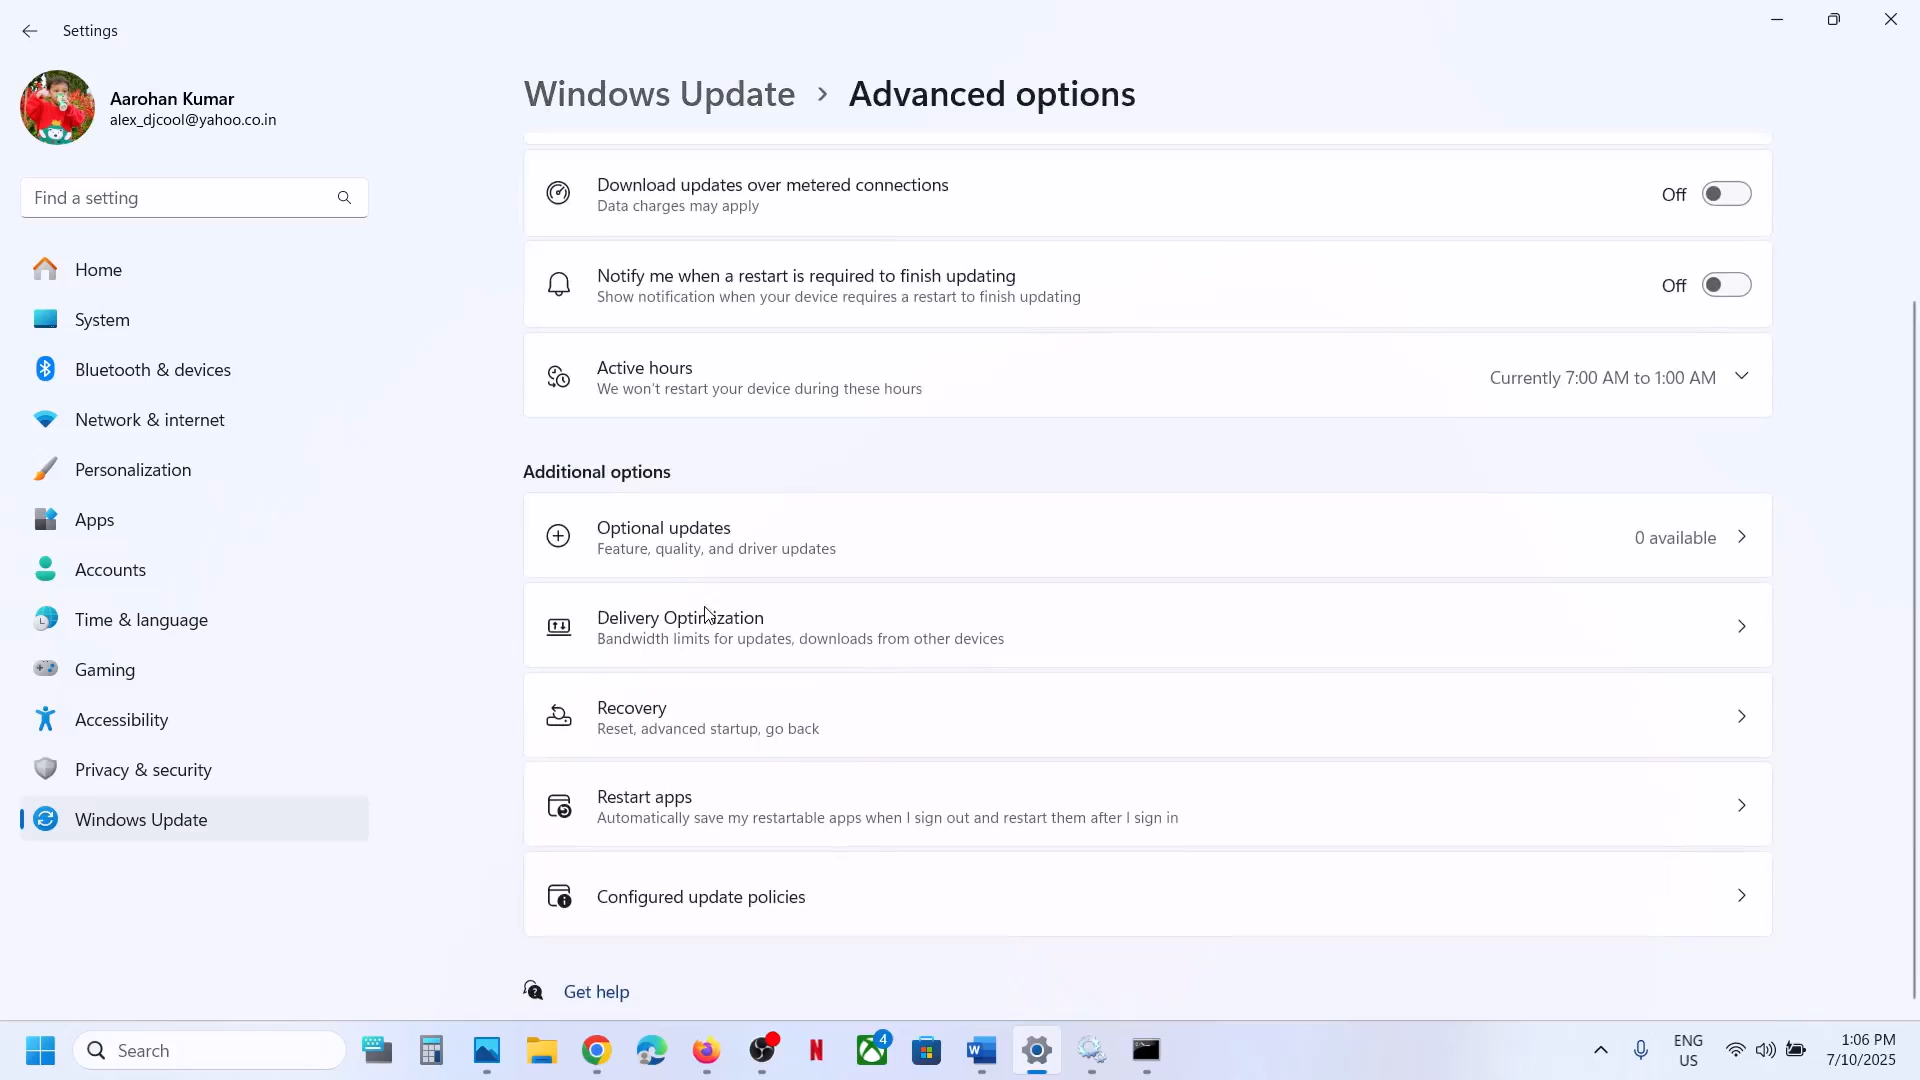 Settings
Aarohan Kumar
alex_djcool@yahoo.co.in
Find a setting
Home
System
Bluetooth & devices
Network & internet
Personalization
Apps
Accounts
Time & language
Gaming
Accessibility
Privacy & security
Windows Update
Windows Update > Advanced options
Download updates over metered connections
Data charges may apply
Off
Notify me when a restart is required to finish updating
Show notification when your device requires a restart to finish updating
Off
Active hours
We won't restart your device during these hours
Currently 7:00 AM to 1:00 AM
Additional options
Optional updates
Feature, quality, and driver updates
0 available
Delivery Optimization
Bandwidth limits for updates, downloads from other devices
Recovery
Reset, advanced startup, go back
Restart apps
Automatically save my restartable apps when I sign out and restart them after I sign in
Configured update policies
Get help
Search
4
ENG
US
1:06 PM
7/10/2025